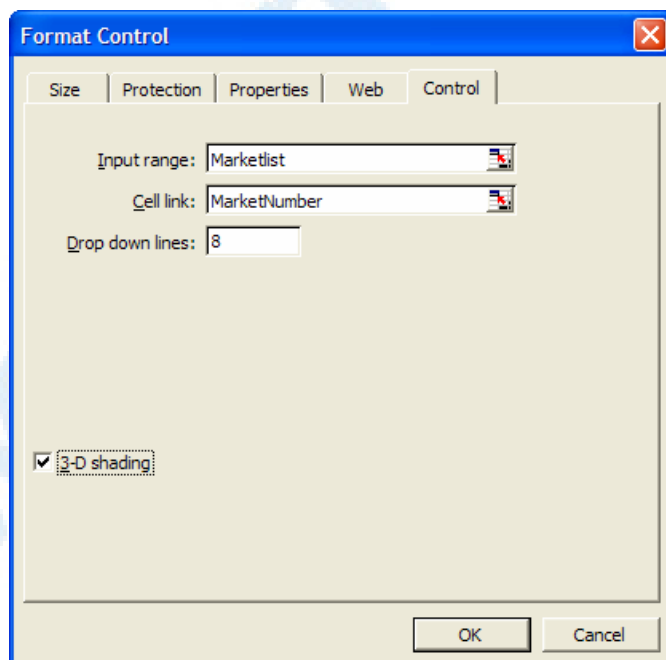 Format Control
Size Protection Properties Web Control
Input range: Marketlist
Cell link: MarketNumber
Drop down lines: 8
3-D shading
OK Cancel